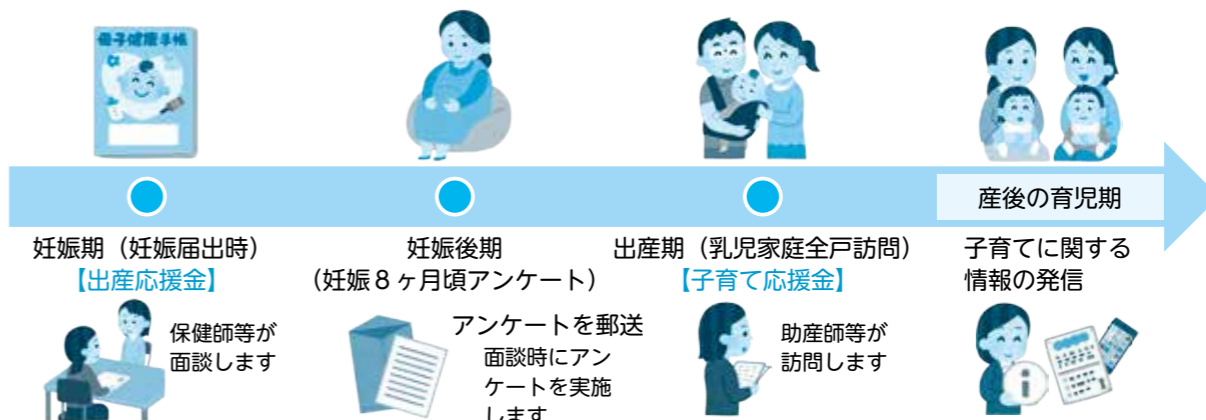 母子健康手帳
産後の育児期
妊娠期（妊娠届出時）
【出産応援金】
保健師等が
面談します
妊娠後期
（妊娠８ヶ月頃アンケート）
アンケートを郵送
面談時にアン
ケートを実施
します
出産期（乳児家庭全戸訪問）
【子育て応援金】
助産師等が
訪問します
子育てに関する
情報の発信
i